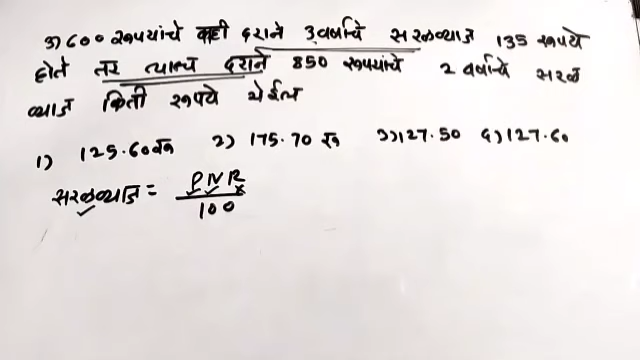 3) 600 रुपयांचे काही दराने 3 वर्षाचे सरळव्याज 135 रुपये
होते तर त्याच दराने 850 रुपयांचे 2 वर्षाचे सरळ
व्याज किती रुपये येईल
1) 125.60रु 2) 175.70 रु 3) 127.50 4) 127.60
सरळव्याज = PNR
100